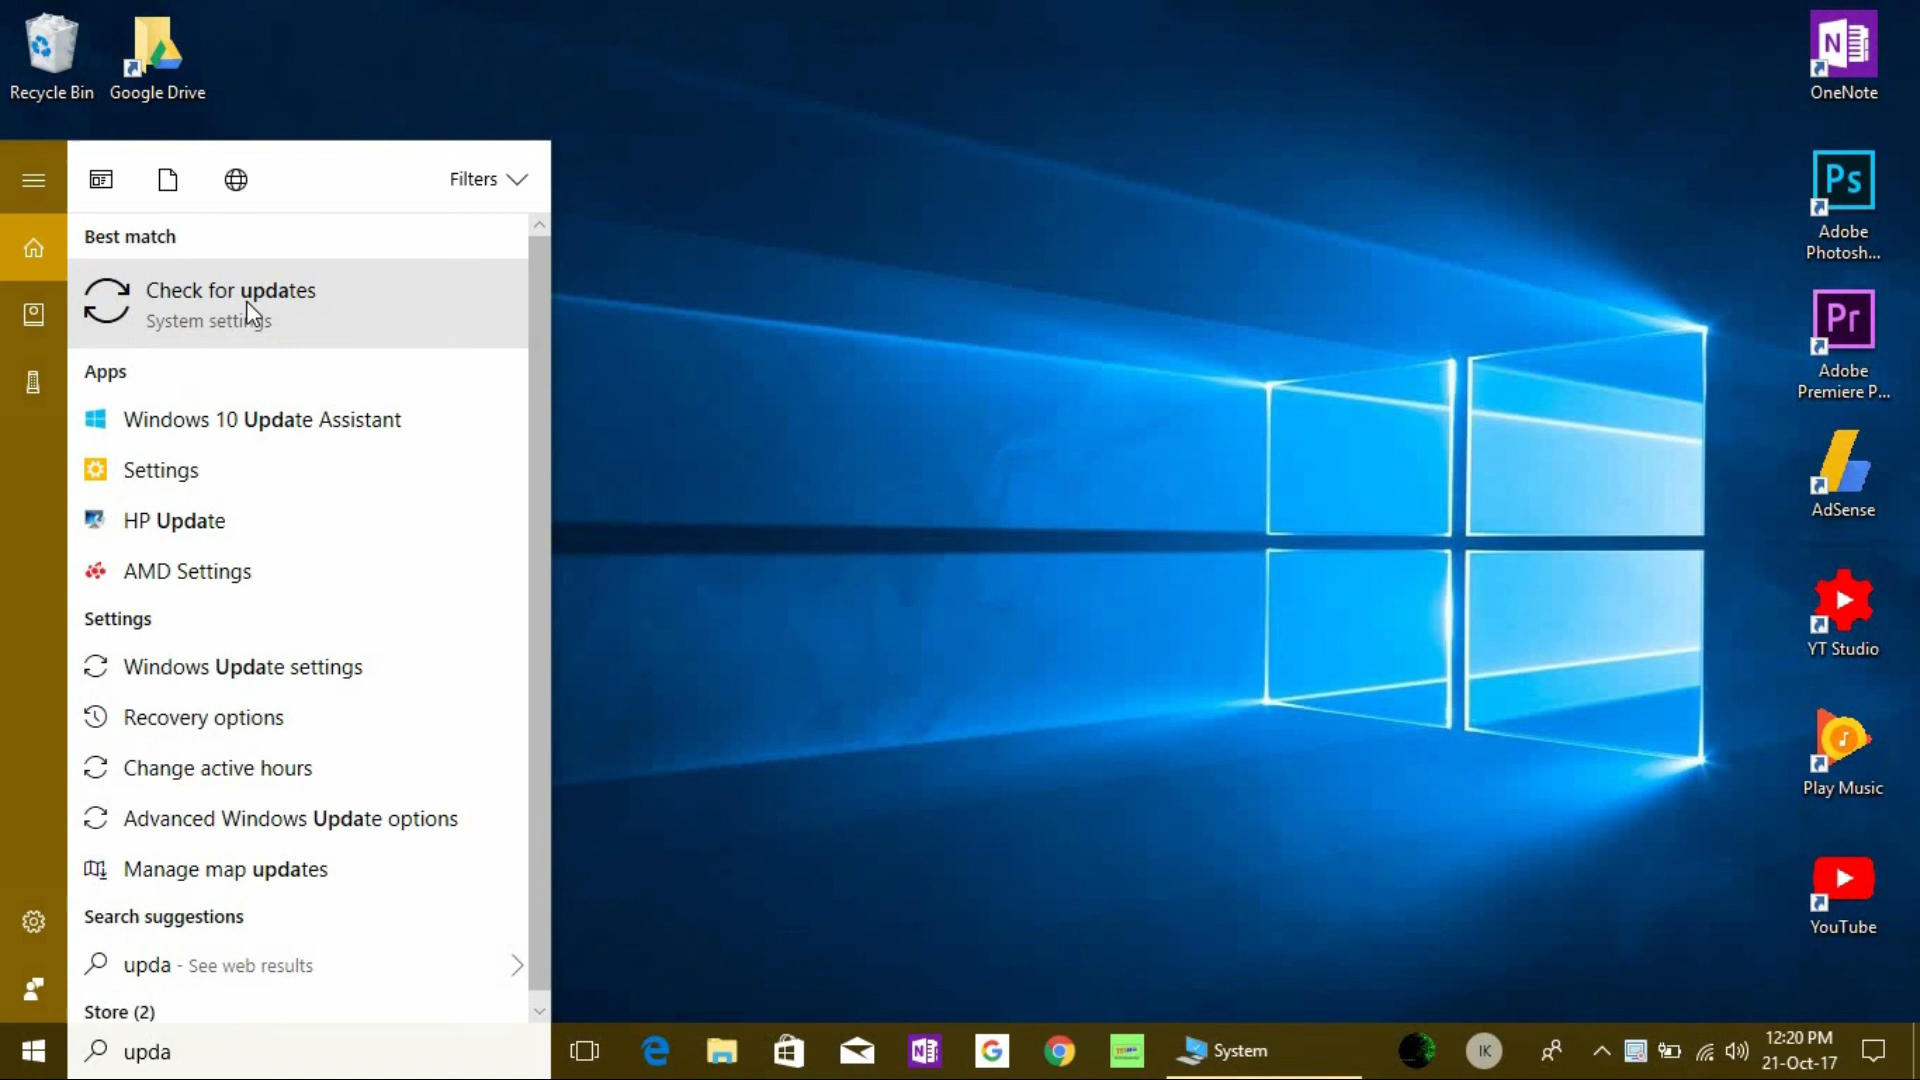 Recycle Bin
Google Drive
OneNote
Ps
Adobe
Photosh...
Pr
Adobe
Premiere P...
AdSense
YT Studio
Play Music
YouTube
Filters
Best match
Check for updates
System settings
Apps
Windows 10 Update Assistant
Settings
HP Update
AMD Settings
Settings
Windows Update settings
Recovery options
Change active hours
Advanced Windows Update options
Manage map updates
Search suggestions
upda - See web results
Store (2)
upda
System
IK
12:20 PM
21-Oct-17